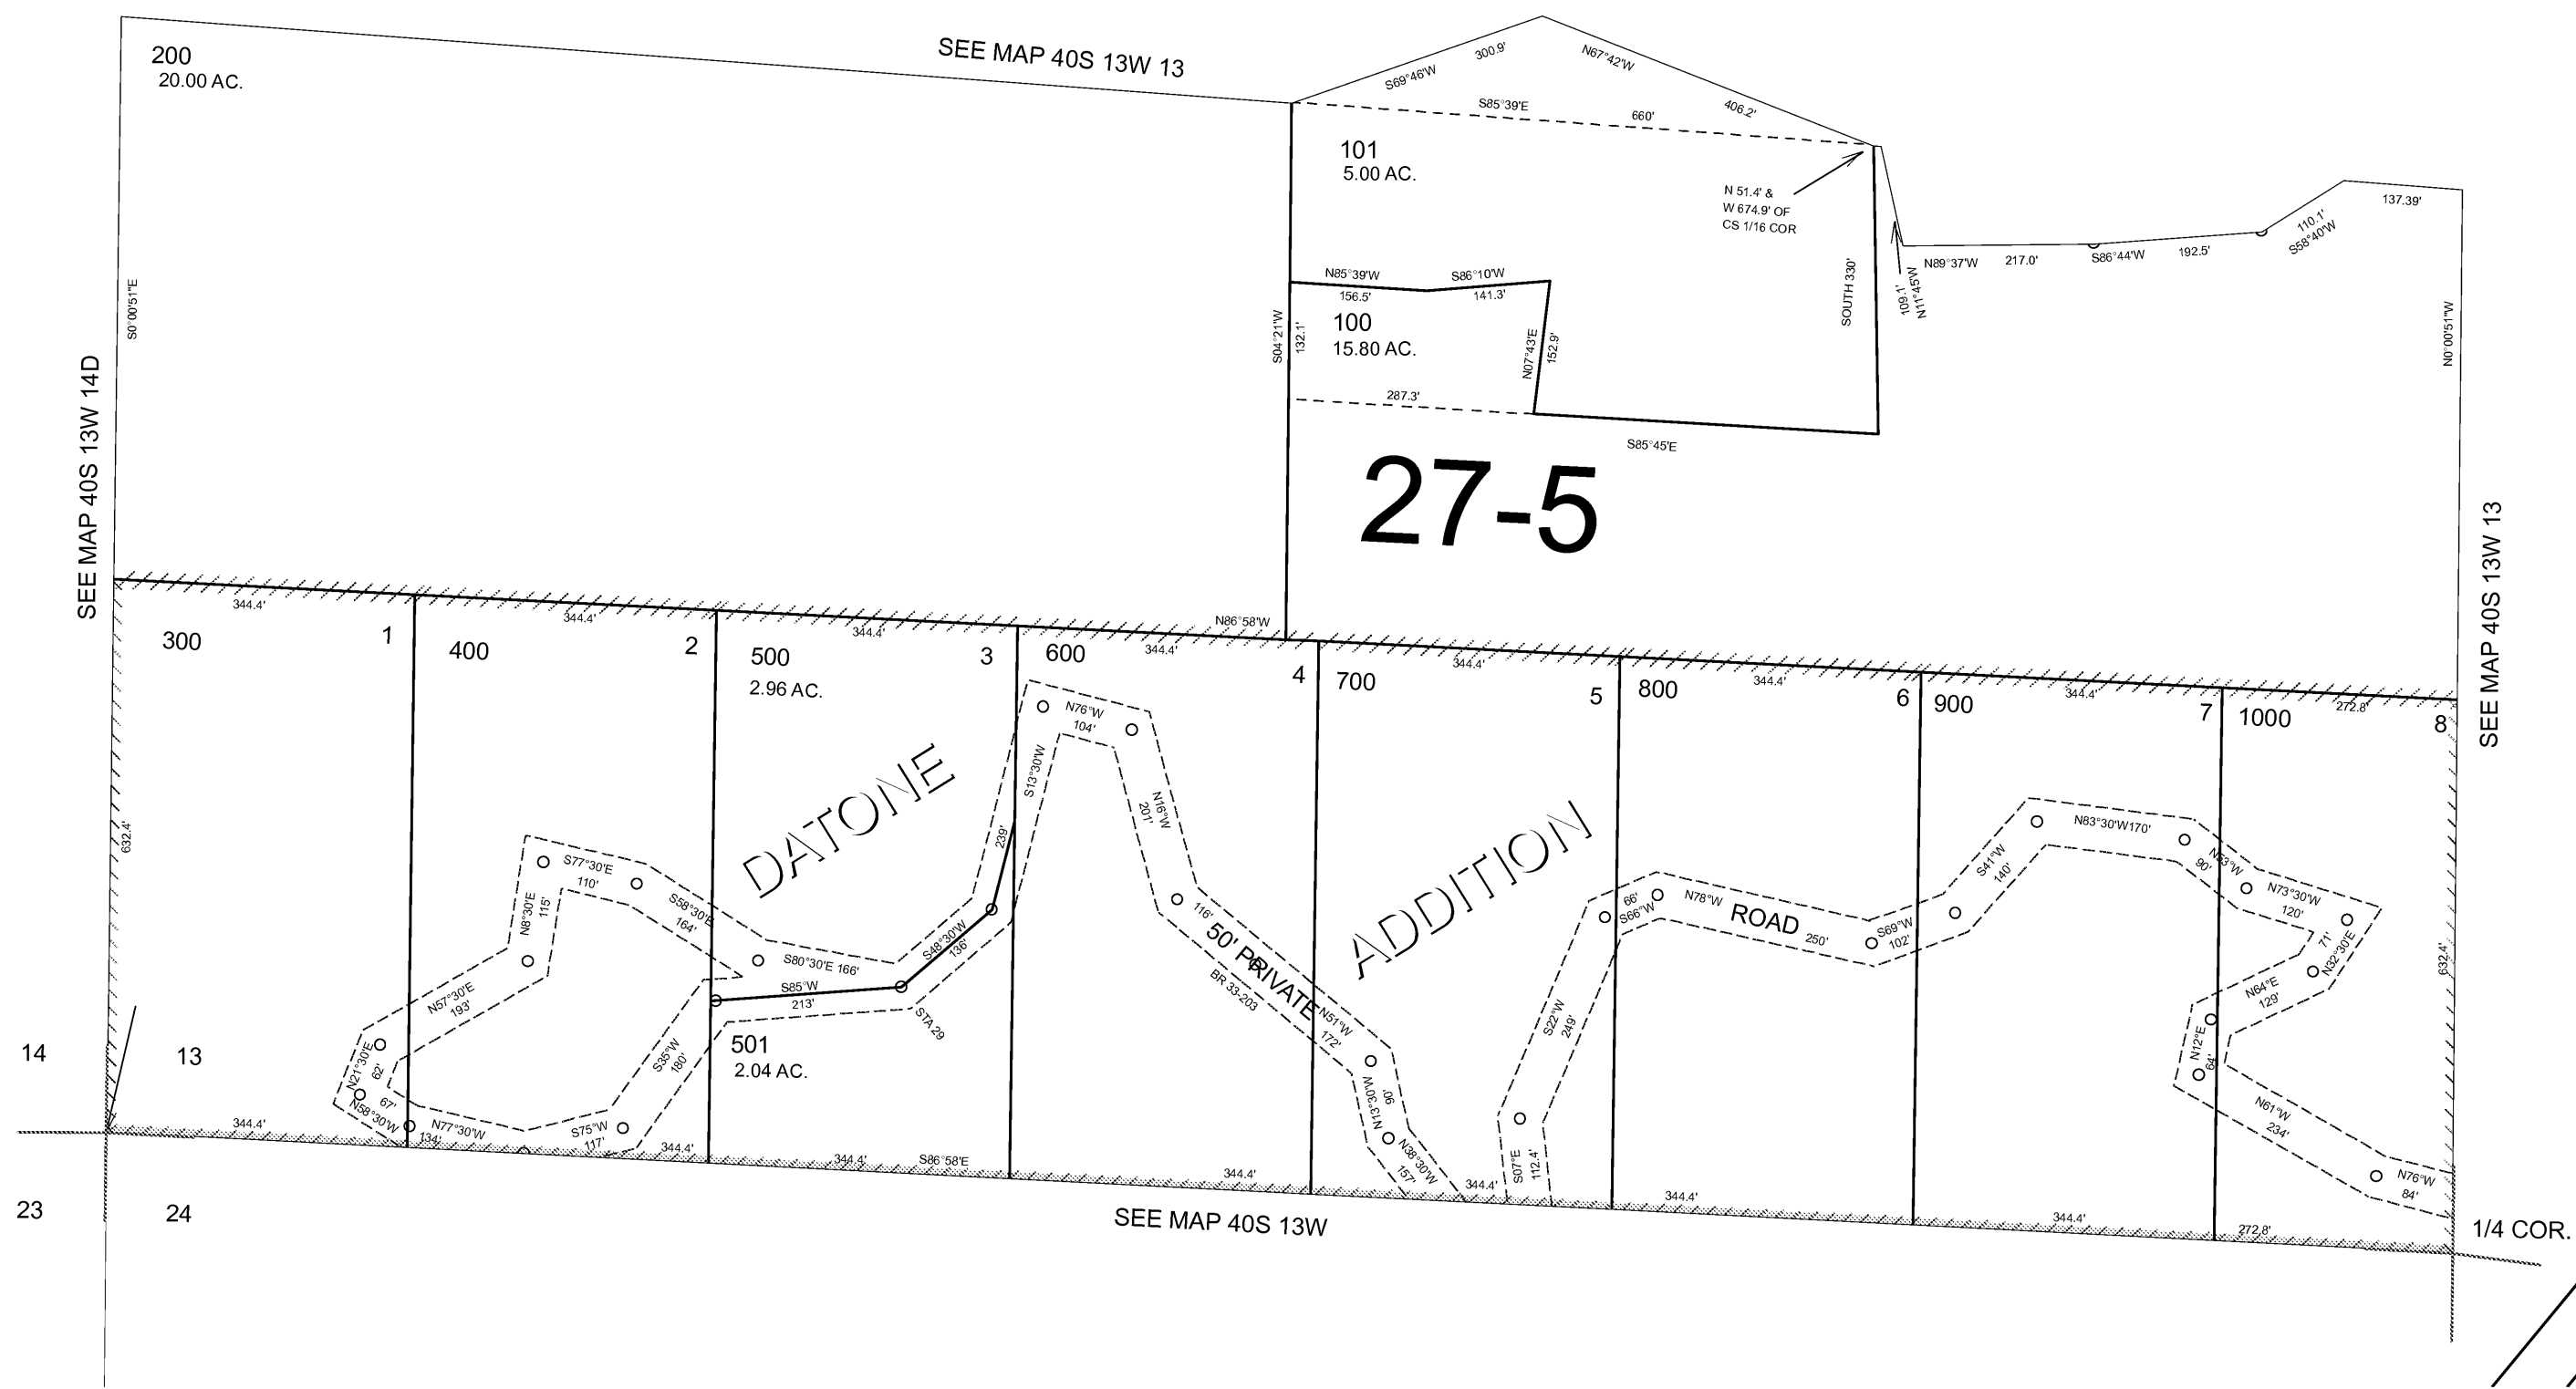 SEE MAP 40S 13W 13
200
20.00 AC.
S69°46'W
300.9'
N67°42'W
406.2'
S85°39'E
660'
101
5.00 AC.
N 51.4' &
W 674.9' OF
CS 1/16 COR
137.39'
110.1'
S58°40'W
N89°37'W
217.0'
S86°44'W
192.5'
109.1'
N11°45'W
SOUTH 330'
S0°00'51"E
N0°00'51"W
N85°39'W
156.5'
S86°10'W
141.3'
100
15.80 AC.
S04°21'W
132.1'
N07°43'E
152.9'
287.3'
S85°45'E
27-5
SEE MAP 40S 13W 14D
SEE MAP 40S 13W 13
344.4'
344.4'
344.4'
N86°58'W
344.4'
344.4'
344.4'
344.4'
272.8'
300
1
400
2
500
2.96 AC.
3
600
4
700
5
800
6
900
7
1000
8
632.4'
632.4'
DATONE
ADDITION
N76°W
104'
S13°30'W
239'
N16°W
201'
S77°30'E
110'
N8°30'E
115'
S58°30'E
164'
S80°30'E 166'
S48°30'W
136'
S85°W
213'
STA 29
N57°30'E
193'
N21°30'E
62'
67'
N58°30'W
N77°30'W
134'
S75°W
117'
S35°W
180'
501
2.04 AC.
116'
50' PRIVATE
BR 33-203
N51°W
172'
90'
N13°30'W
N38°30'W
157'
S07°E
112.4'
S22°W
249'
66'
S66°W
N78°W
ROAD
250'
S69°W
102'
S41°W
140'
N83°30'W170'
N53°W
90'
N73°30'W
120'
71'
N32°30'E
N64°E
129'
N12°E
64'
N61°W
234'
N76°W
84'
14
13
23
24
344.4'
344.4'
344.4'
S86°58'E
344.4'
344.4'
344.4'
344.4'
272.8'
SEE MAP 40S 13W
1/4 COR.